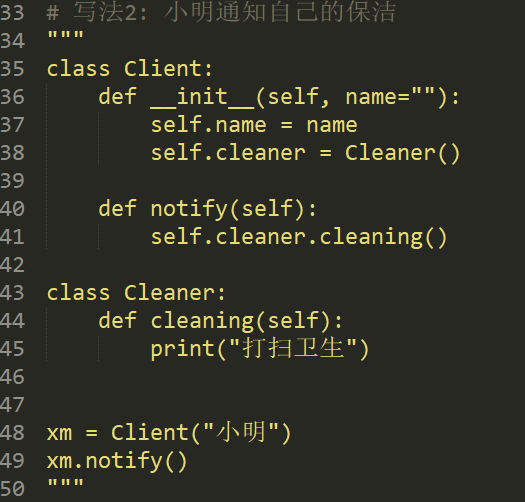 33 # 写法2: 小明通知自己的保洁
34 """
35 class Client:
36     def __init__(self, name=""):
37         self.name = name
38         self.cleaner = Cleaner()
39
40     def notify(self):
41         self.cleaner.cleaning()
42
43 class Cleaner:
44     def cleaning(self):
45         print("打扫卫生")
46
47
48 xm = Client("小明")
49 xm.notify()
50 """